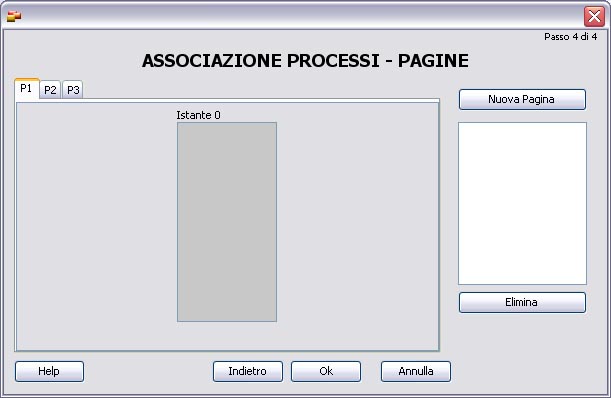 Passo 4 di 4
ASSOCIAZIONE PROCESSI - PAGINE
P1 P2 P3
Nuova Pagina
Istante 0
Elimina
Help Indietro Ok Annulla